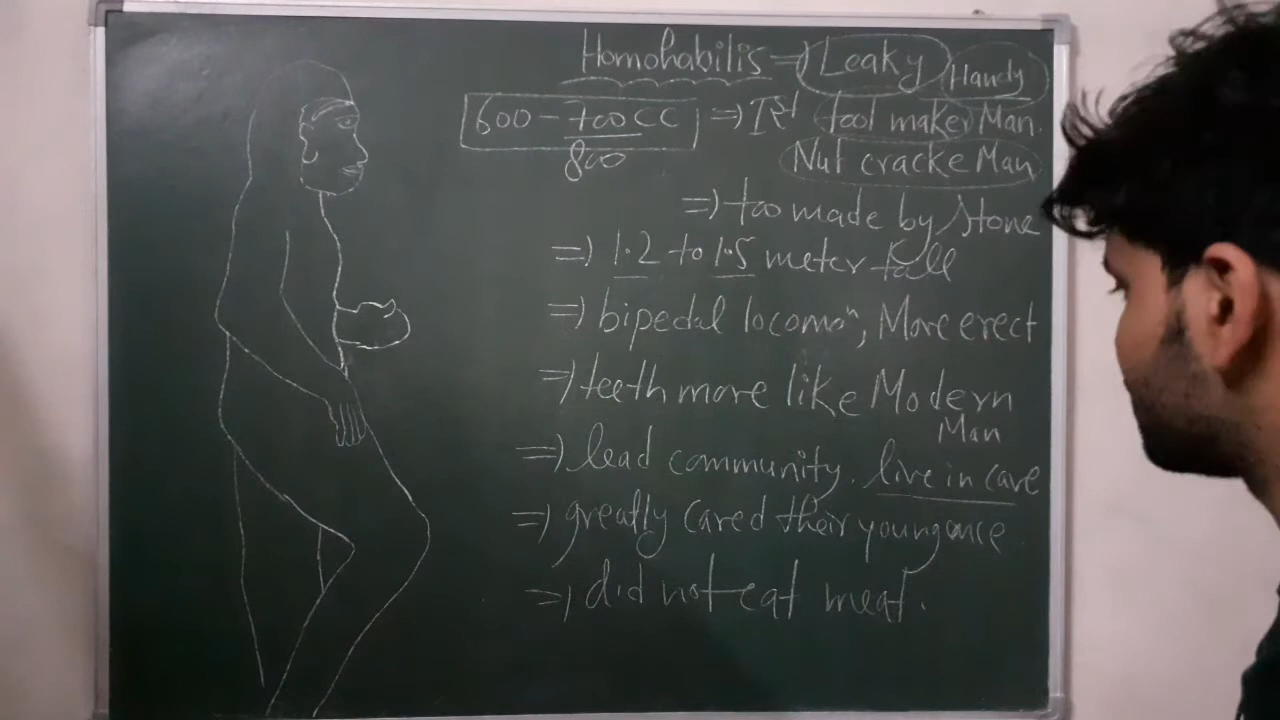 Homohabilis => Leaky Handy
600 - 700 CC => Ist tool maker Man.
800
Nut cracke Man
=> too made by Stone
=> 1.2 to 1.5 meter tall
=> bipedal locomoⁿ, More erect
=> teeth more like Modern
Man
=> lead community. live in cave
=> greatly cared their youngance
=> did not eat meat.